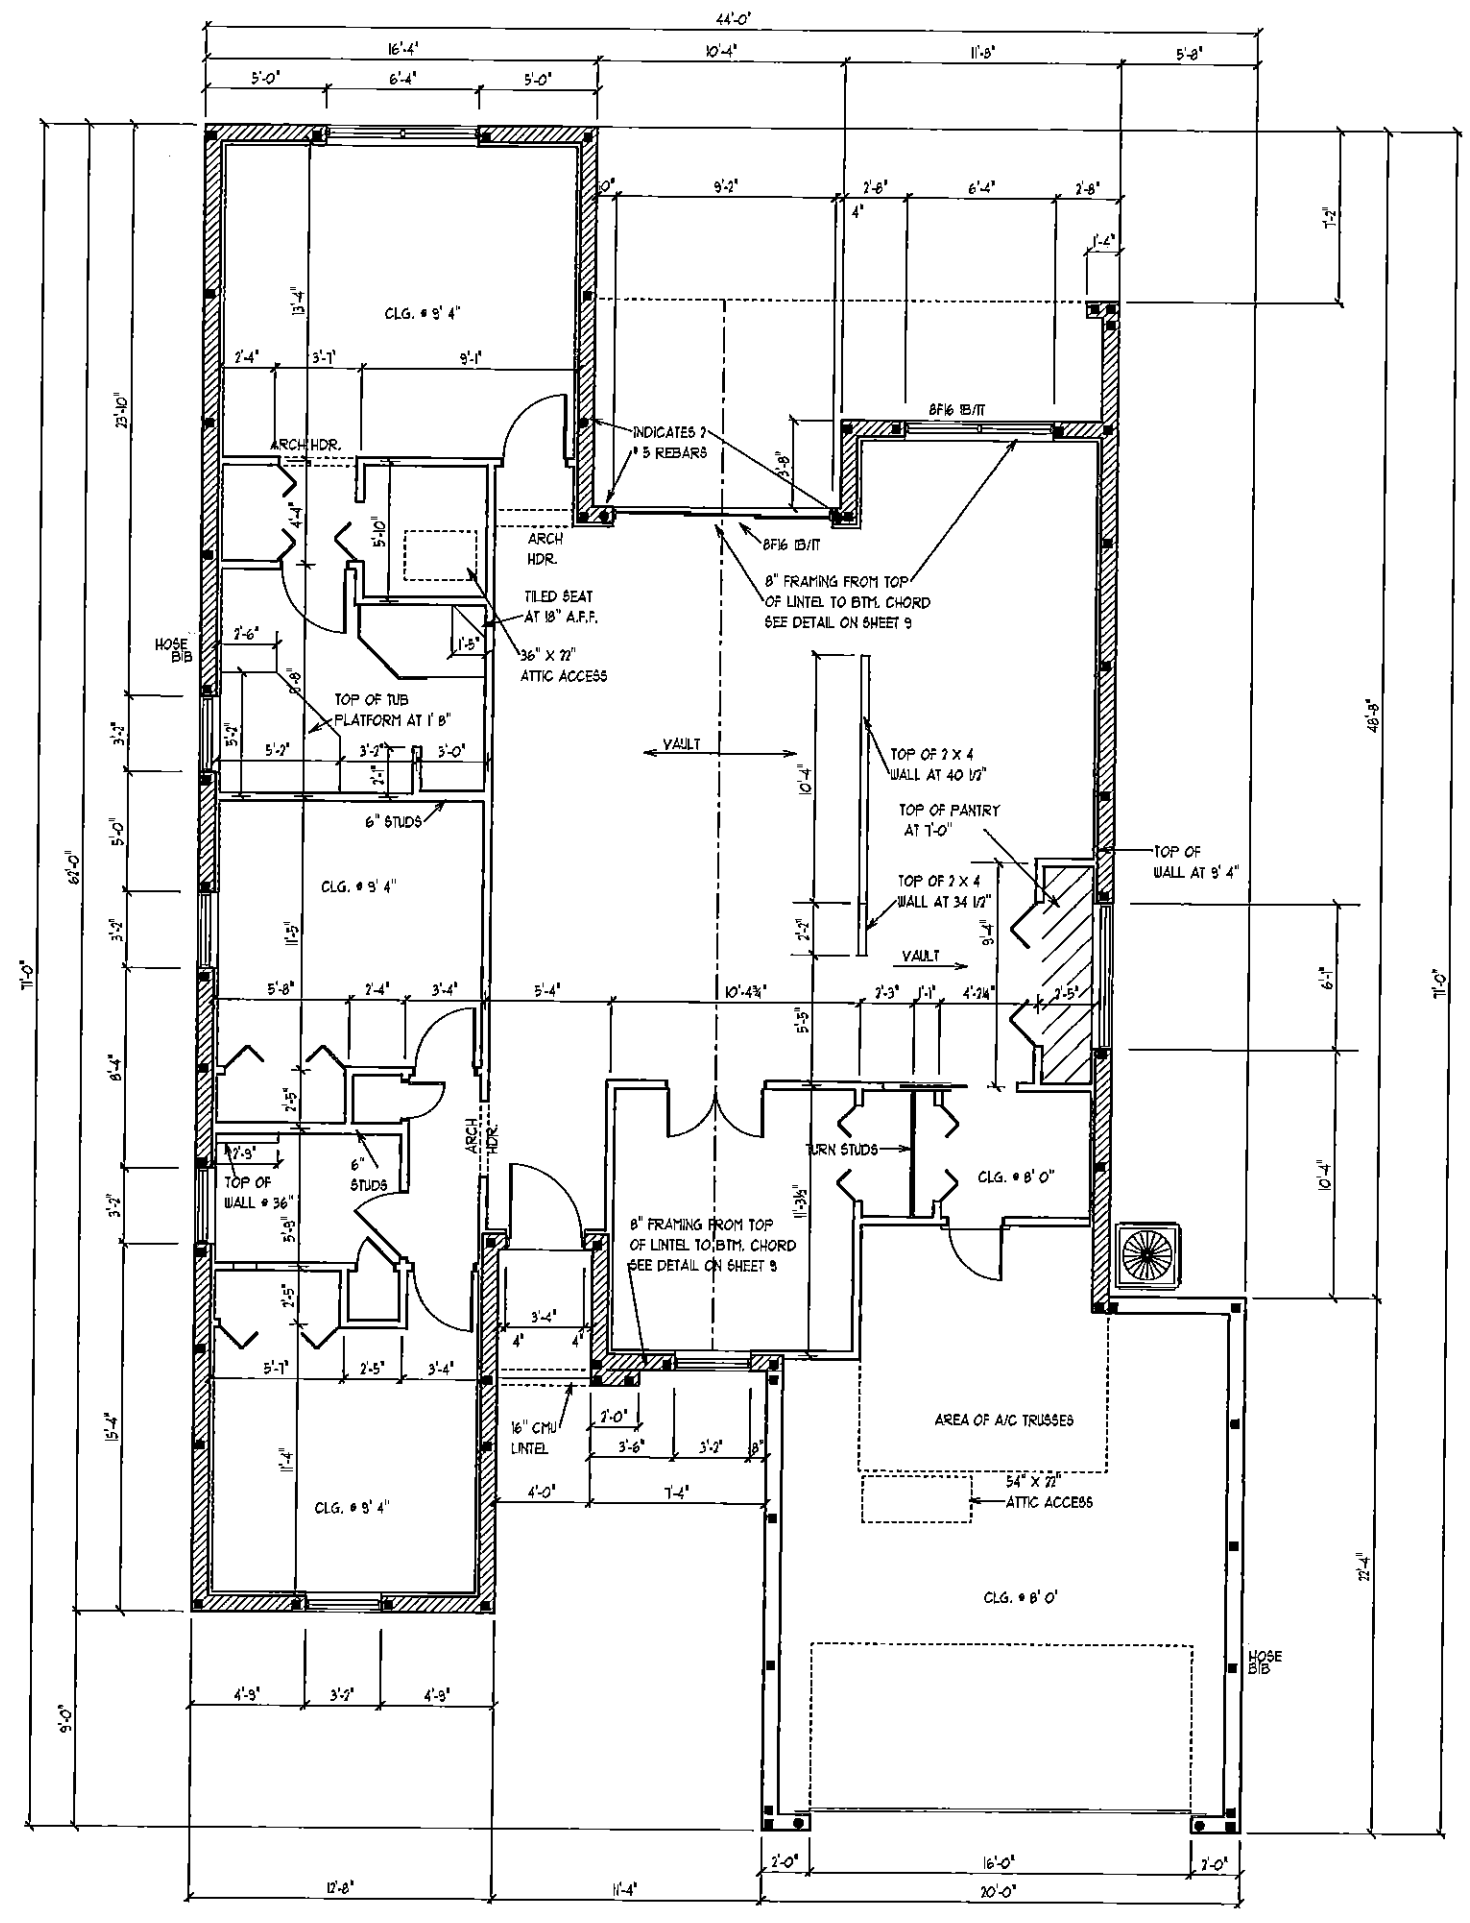 44'-0"
16'-4" 10'-4" 11'-8" 5'-8"
5'-0" 6'-4" 5'-0"
9'-2" 2'-8" 6'-4" 2'-8"
4"
7'-2"
1'-4"
13'-4"
CLG. @ 9' 4"
2'-4" 3'-7" 9'-1"
23'-10"
8F16 1B/1T
ARCH HDR.
INDICATES 2
# 5 REBARS
3'-8"
4'-4"
5'-10"
ARCH
HDR.
8F16 1B/1T
8" FRAMING FROM TOP
OF LINTEL TO BTM. CHORD
SEE DETAIL ON SHEET 9
TILED SEAT
AT 18" A.F.F.
HOSE
BIB
2'-6"
1'-5"
36" X 22"
ATTIC ACCESS
TOP OF TUB
PLATFORM AT 1' 8"
5'-2"
3'-2"
5'-2" 3'-2" 3'-0"
2'-1"
VAULT
48'-8"
10'-4"
TOP OF 2 X 4
WALL AT 40 1/2"
6" STUDS
TOP OF PANTRY
AT 7'-0"
5'-0"
62'-0"
TOP OF
WALL AT 9' 4"
CLG. @ 9' 4"
TOP OF 2 X 4
WALL AT 34 1/2"
3'-2"
11'-5"
2'-2"
9'-4"
VAULT
71'-0"
6'-1"
71'-0"
5'-8" 2'-4" 3'-4" 5'-4" 10'-4 3/4" 2'-3" 1'-1" 4'-2 1/4" 2'-5"
5'-5"
8'-4"
2'-5"
ARCH
HDR.
2'-9"
6"
STUDS
TOP OF
WALL @ 36"
TURN STUDS
CLG. @ 8' 0"
10'-4"
3'-2"
11'-3 1/2"
5'-9"
8" FRAMING FROM TOP
OF LINTEL TO BTM. CHORD
SEE DETAIL ON SHEET 9
2'-5"
3'-4"
4" 4"
5'-7" 2'-5" 3'-4"
16" CMU
LINTEL
2'-0"
3'-6" 3'-2" 8"
15'-4"
11'-4"
AREA OF A/C TRUSSES
54" X 22"
ATTIC ACCESS
4'-0" 7'-4"
CLG. @ 9' 4"
22'-4"
CLG. @ 8' 0"
HOSE
BIB
4'-9" 3'-2" 4'-9"
9'-0"
2'-0" 16'-0" 2'-0"
12'-8" 11'-4" 20'-0"